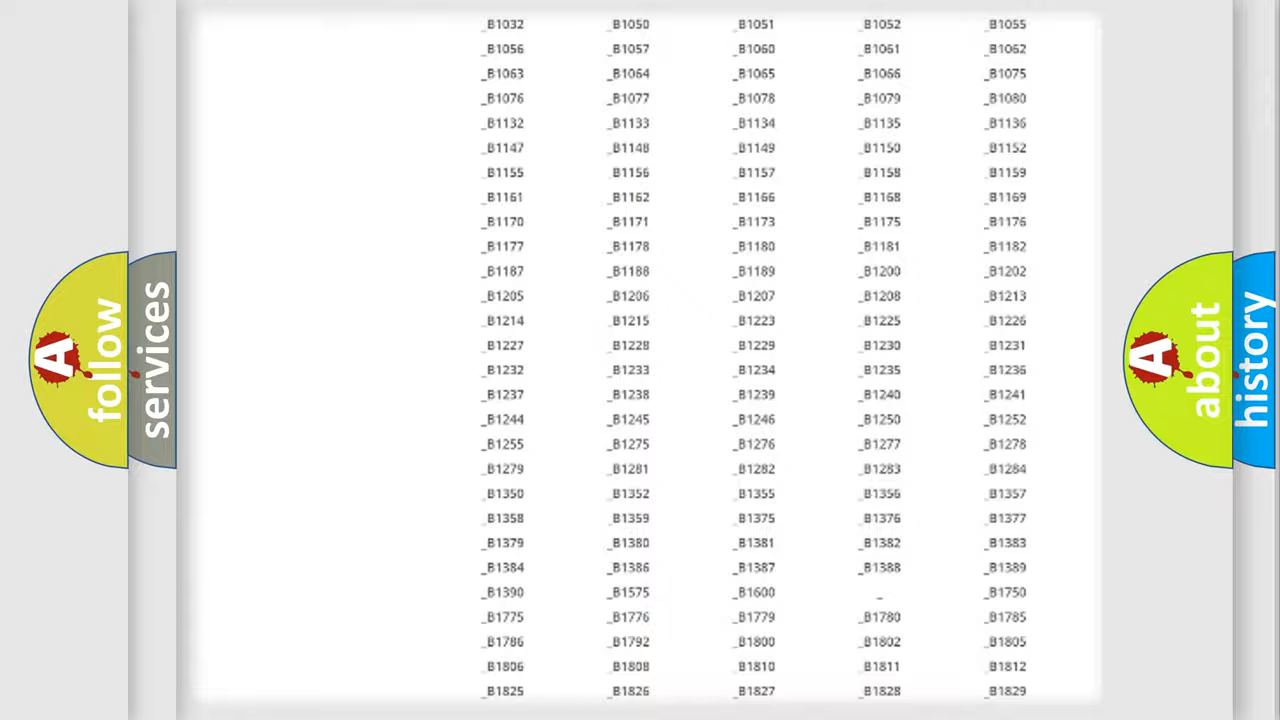 _B1032 _B1050 _B1051 _B1052 _B1055
_B1056 _B1057 _B1060 _B1061 _B1062
_B1063 _B1064 _B1065 _B1066 _B1075
_B1076 _B1077 _B1078 _B1079 _B1080
_B1132 _B1133 _B1134 _B1135 _B1136
_B1147 _B1148 _B1149 _B1150 _B1152
_B1155 _B1156 _B1157 _B1158 _B1159
_B1161 _B1162 _B1166 _B1168 _B1169
_B1170 _B1171 _B1173 _B1175 _B1176
_B1177 _B1178 _B1180 _B1181 _B1182
_B1187 _B1188 _B1189 _B1200 _B1202
_B1205 _B1206 _B1207 _B1208 _B1213
_B1214 _B1215 _B1223 _B1225 _B1226
_B1227 _B1228 _B1229 _B1230 _B1231
_B1232 _B1233 _B1234 _B1235 _B1236
_B1237 _B1238 _B1239 _B1240 _B1241
_B1244 _B1245 _B1246 _B1250 _B1252
_B1255 _B1275 _B1276 _B1277 _B1278
_B1279 _B1281 _B1282 _B1283 _B1284
_B1350 _B1352 _B1355 _B1356 _B1357
_B1358 _B1359 _B1375 _B1376 _B1377
_B1379 _B1380 _B1381 _B1382 _B1383
_B1384 _B1386 _B1387 _B1388 _B1389
_B1390 _B1575 _B1600 _ _B1750
_B1775 _B1776 _B1779 _B1780 _B1785
_B1786 _B1792 _B1800 _B1802 _B1805
_B1806 _B1808 _B1810 _B1811 _B1812
_B1825 _B1826 _B1827 _B1828 _B1829
A
follow
services
A
about
history